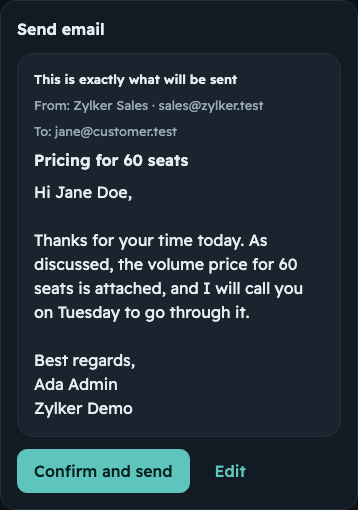 Send email
This is exactly what will be sent
From: Zylker Sales · sales@zylker.test
To: jane@customer.test
Pricing for 60 seats
Hi Jane Doe,
Thanks for your time today. As
discussed, the volume price for 60
seats is attached, and I will call you
on Tuesday to go through it.
Best regards,
Ada Admin
Zylker Demo
Confirm and send
Edit